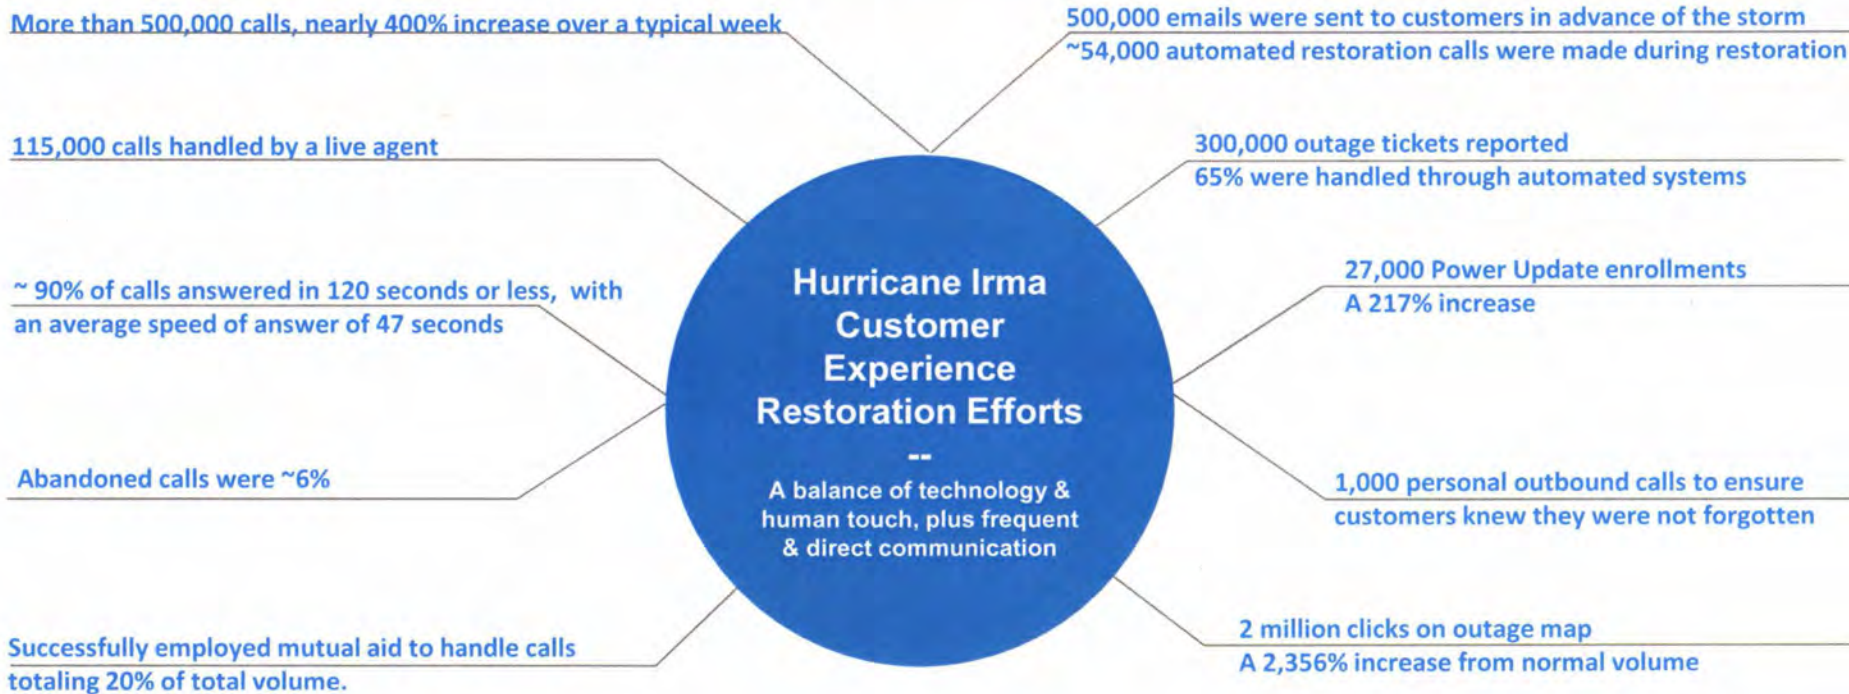 More than 500,000 calls, nearly 400% increase over a typical week
115,000 calls handled by a live agent
~ 90% of calls answered in 120 seconds or less, with
an average speed of answer of 47 seconds
Abandoned calls were ~6%
Successfully employed mutual aid to handle calls
totaling 20% of total volume.
Hurricane Irma
Customer
Experience
Restoration Efforts
--
A balance of technology &
human touch, plus frequent
& direct communication
500,000 emails were sent to customers in advance of the storm
~54,000 automated restoration calls were made during restoration
300,000 outage tickets reported
65% were handled through automated systems
27,000 Power Update enrollments
A 217% increase
1,000 personal outbound calls to ensure
customers knew they were not forgotten
2 million clicks on outage map
A 2,356% increase from normal volume